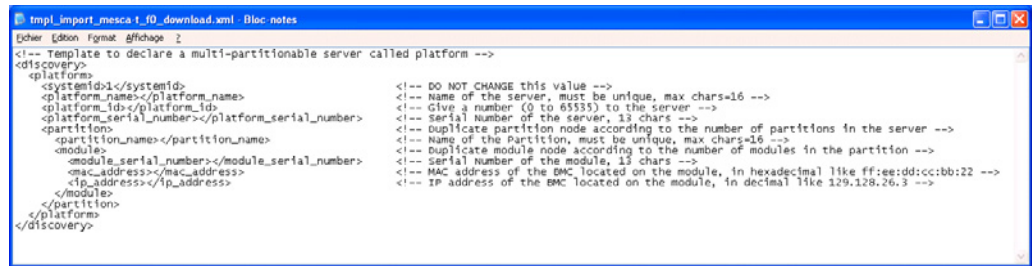 tmpl_import_mesca-t_f0_download.xml - Bloc-notes
Fichier Edition Format Affichage ?
<!-- Template to declare a multi-partitionable server called platform -->
<discovery>
<platform>
<systemid>1</systemid> <!-- DO NOT CHANGE this value -->
<platform_name></platform_name> <!-- Name of the server, must be unique, max chars=16 -->
<platform_id></platform_id> <!-- Give a number (0 to 65535) to the server -->
<platform_serial_number></platform_serial_number> <!-- Serial Number of the server, 13 chars -->
<partition> <!-- Duplicate partition node according to the number of partitions in the server -->
<partition_name></partition_name> <!-- Name of the Partition, must be unique, max chars=16 -->
<module> <!-- Duplicate module node according to the number of modules in the partition -->
<module_serial_number></module_serial_number> <!-- Serial Number of the module, 13 chars -->
<mac_address></mac_address> <!-- MAC address of the BMC located on the module, in hexadecimal like ff:ee:dd:cc:bb:22 -->
<ip_address></ip_address> <!-- IP address of the BMC located on the module, in decimal like 129.128.26.3 -->
</module>
</partition>
</platform>
</discovery>